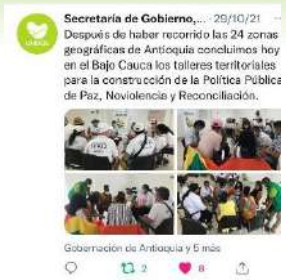 Secretaría de Gobierno,... · 29/10/21
Después de haber recorrido las 24 zonas
geográficas de Antioquia concluimos hoy
en el Bajo Cauca los talleres territoriales
para la construcción de la Política Pública
de Paz, Noviolencia y Reconciliación.
Gobernación de Antioquia y 5 más
2
8